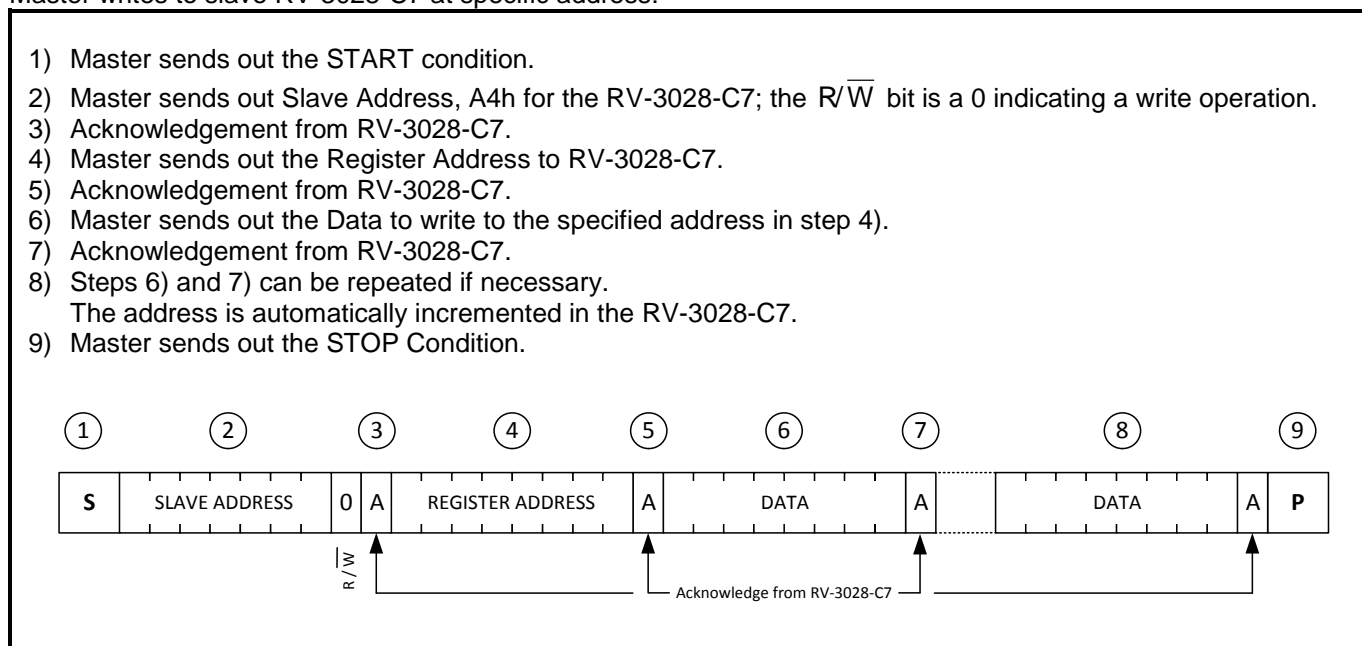 Master writes to slave RV-3028-C7 at specific address:
1) Master sends out the START condition.
2) Master sends out Slave Address, A4h for the RV-3028-C7; the R/W̅ bit is a 0 indicating a write operation.
3) Acknowledgement from RV-3028-C7.
4) Master sends out the Register Address to RV-3028-C7.
5) Acknowledgement from RV-3028-C7.
6) Master sends out the Data to write to the specified address in step 4).
7) Acknowledgement from RV-3028-C7.
8) Steps 6) and 7) can be repeated if necessary.
The address is automatically incremented in the RV-3028-C7.
9) Master sends out the STOP Condition.
1 2 3 4 5 6 7 8 9
S SLAVE ADDRESS 0 A REGISTER ADDRESS A DATA A DATA A P
R/W̅
Acknowledge from RV-3028-C7